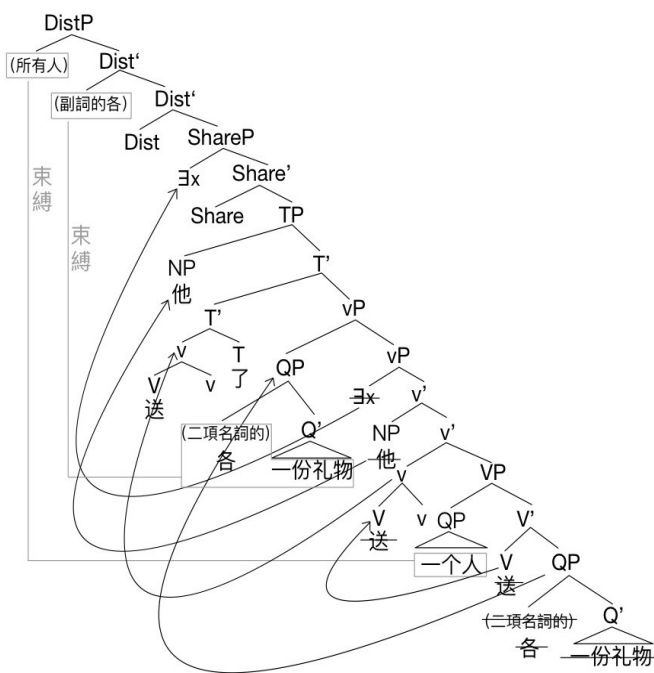 DistP
(所有人)
Dist‘
(副詞的各)
Dist‘
Dist
ShareP
束縛
∃x
Share’
束縛
Share
TP
NP
他
T’
T’
vP
v
T
了
QP
vP
V
送
v
∃x
v’
(二項名詞的)
各
Q’
一份礼物
NP
他
v’
v
VP
V
送
v
QP
一个人
V’
V
送
QP
(二項名詞的)
各
Q’
一份礼物